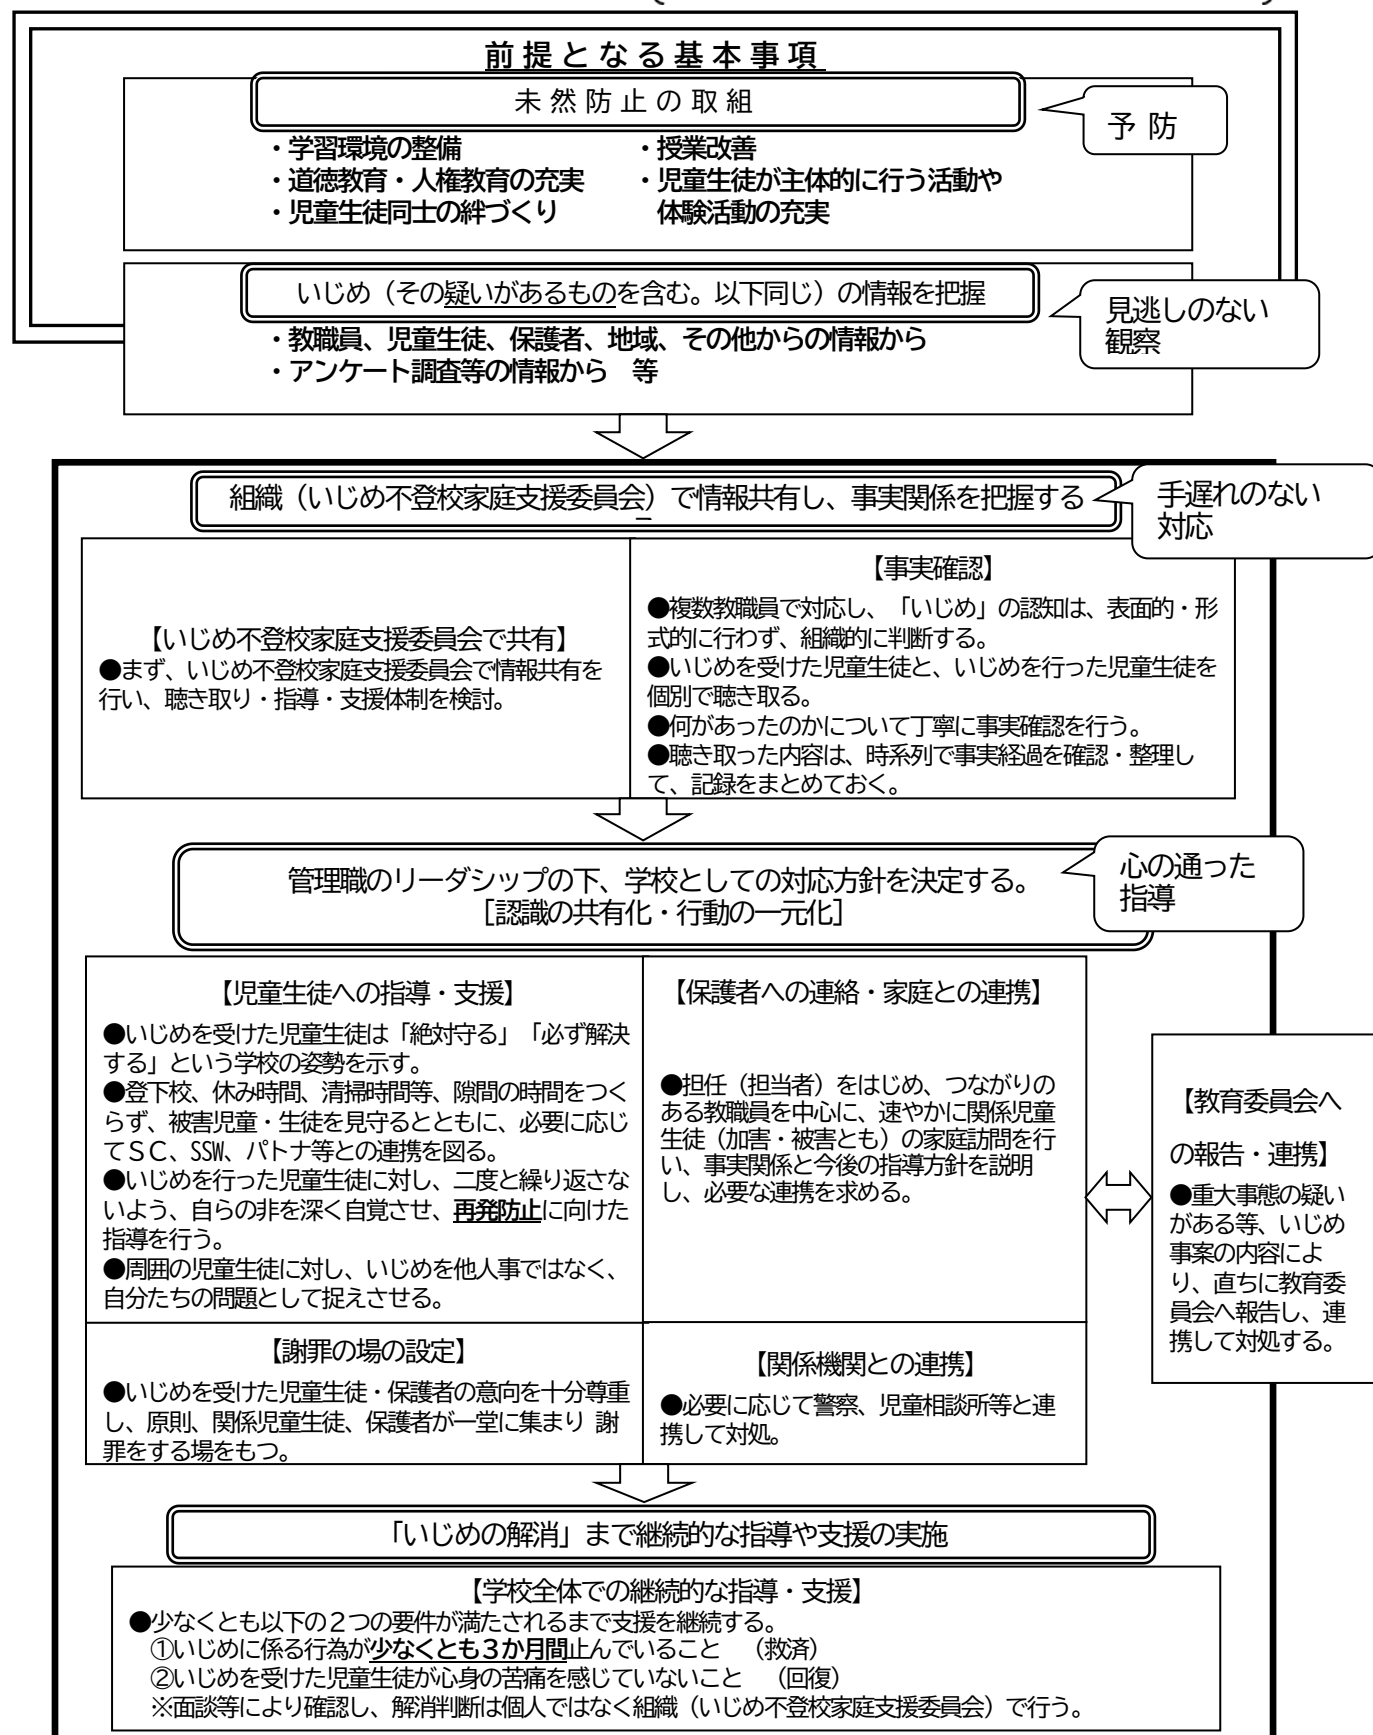 前提となる基本事項
未然防止の取組
予 防
・学習環境の整備
・道徳教育・人権教育の充実
・児童生徒同士の絆づくり
・授業改善
・児童生徒が主体的に行う活動や
体験活動の充実
いじめ（その疑いがあるものを含む。以下同じ）の情報を把握
見逃しのない
観察
・教職員、児童生徒、保護者、地域、その他からの情報から
・アンケート調査等の情報から　等
組織（いじめ不登校家庭支援委員会）で情報共有し、事実関係を把握する
手遅れのない
対応
【いじめ不登校家庭支援委員会で共有】
●まず、いじめ不登校家庭支援委員会で情報共有を
行い、聴き取り・指導・支援体制を検討。
【事実確認】
●複数教職員で対応し、「いじめ」の認知は、表面的・形
式的に行わず、組織的に判断する。
●いじめを受けた児童生徒と、いじめを行った児童生徒を
個別で聴き取る。
●何があったのかについて丁寧に事実確認を行う。
●聴き取った内容は、時系列で事実経過を確認・整理し
て、記録をまとめておく。
管理職のリーダシップの下、学校としての対応方針を決定する。
［認識の共有化・行動の一元化］
心の通った
指導
【児童生徒への指導・支援】
●いじめを受けた児童生徒は「絶対守る」「必ず解決
する」という学校の姿勢を示す。
●登下校、休み時間、清掃時間等、隙間の時間をつく
らず、被害児童・生徒を見守るとともに、必要に応じ
てＳＣ、SSW、パトナ等との連携を図る。
●いじめを行った児童生徒に対し、二度と繰り返さな
いよう、自らの非を深く自覚させ、再発防止に向けた
指導を行う。
●周囲の児童生徒に対し、いじめを他人事ではなく、
自分たちの問題として捉えさせる。
【保護者への連絡・家庭との連携】
●担任（担当者）をはじめ、つながりの
ある教職員を中心に、速やかに関係児童
生徒（加害・被害とも）の家庭訪問を行
い、事実関係と今後の指導方針を説明
し、必要な連携を求める。
【教育委員会へ
の報告・連携】
●重大事態の疑い
がある等、いじめ
事案の内容によ
り、直ちに教育委
員会へ報告し、連
携して対処する。
【謝罪の場の設定】
●いじめを受けた児童生徒・保護者の意向を十分尊重
し、原則、関係児童生徒、保護者が一堂に集まり 謝
罪をする場をもつ。
【関係機関との連携】
●必要に応じて警察、児童相談所等と連
携して対処。
「いじめの解消」まで継続的な指導や支援の実施
【学校全体での継続的な指導・支援】
●少なくとも以下の２つの要件が満たされるまで支援を継続する。
①いじめに係る行為が少なくとも３か月間止んでいること　（救済）
②いじめを受けた児童生徒が心身の苦痛を感じていないこと　（回復）
※面談等により確認し、解消判断は個人ではなく組織（いじめ不登校家庭支援委員会）で行う。